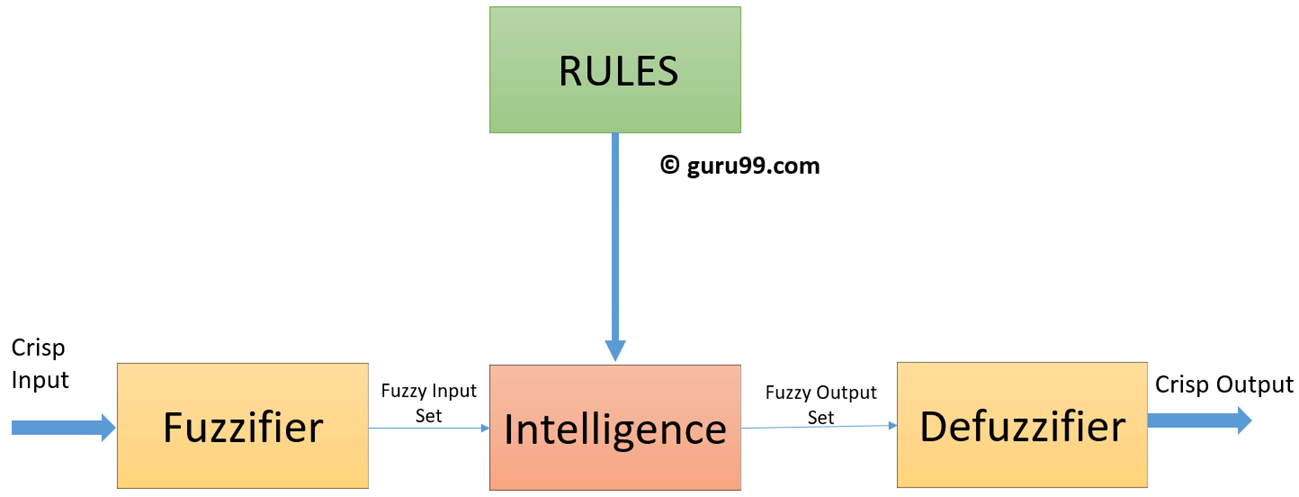 RULES
© guru99.com
Crisp
Input
Fuzzifier
Fuzzy Input
Set
Intelligence
Fuzzy Output
Set
Defuzzifier
Crisp Output